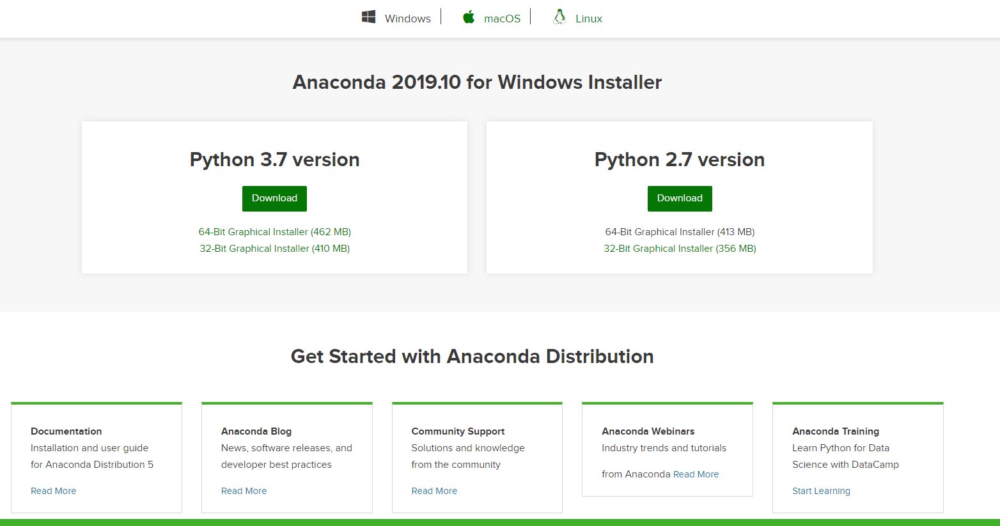 Windows
macOS
Linux
Anaconda 2019.10 for Windows Installer
Python 3.7 version
Download
64-Bit Graphical Installer (462 MB)
32-Bit Graphical Installer (410 MB)
Python 2.7 version
Download
64-Bit Graphical Installer (413 MB)
32-Bit Graphical Installer (356 MB)
Get Started with Anaconda Distribution
Documentation
Installation and user guide
for Anaconda Distribution 5
Read More
Anaconda Blog
News, software releases, and
developer best practices
Read More
Community Support
Solutions and knowledge
from the community
Read More
Anaconda Webinars
Industry trends and tutorials
from Anaconda Read More
Anaconda Training
Learn Python for Data
Science with DataCamp
Start Learning